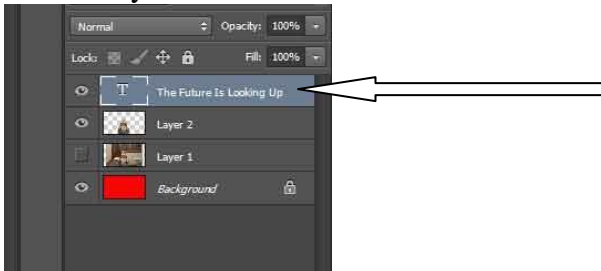 Normal Opacity: 100%
Lock: Fill: 100%
T The Future Is Looking Up
Layer 2
Layer 1
Background